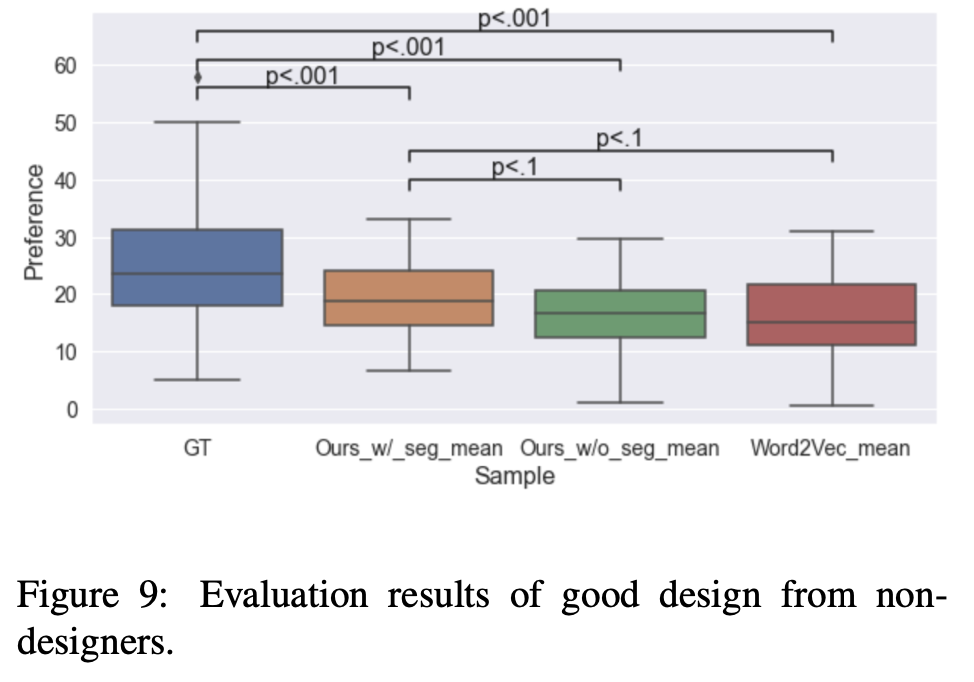 p<.001
p<.001
p<.001
p<.1
p<.1
60
50
40
30
20
10
0
Preference
GT Ours_w/_seg_mean Ours_w/o_seg_mean Word2Vec_mean
Sample
Figure 9: Evaluation results of good design from non-
designers.